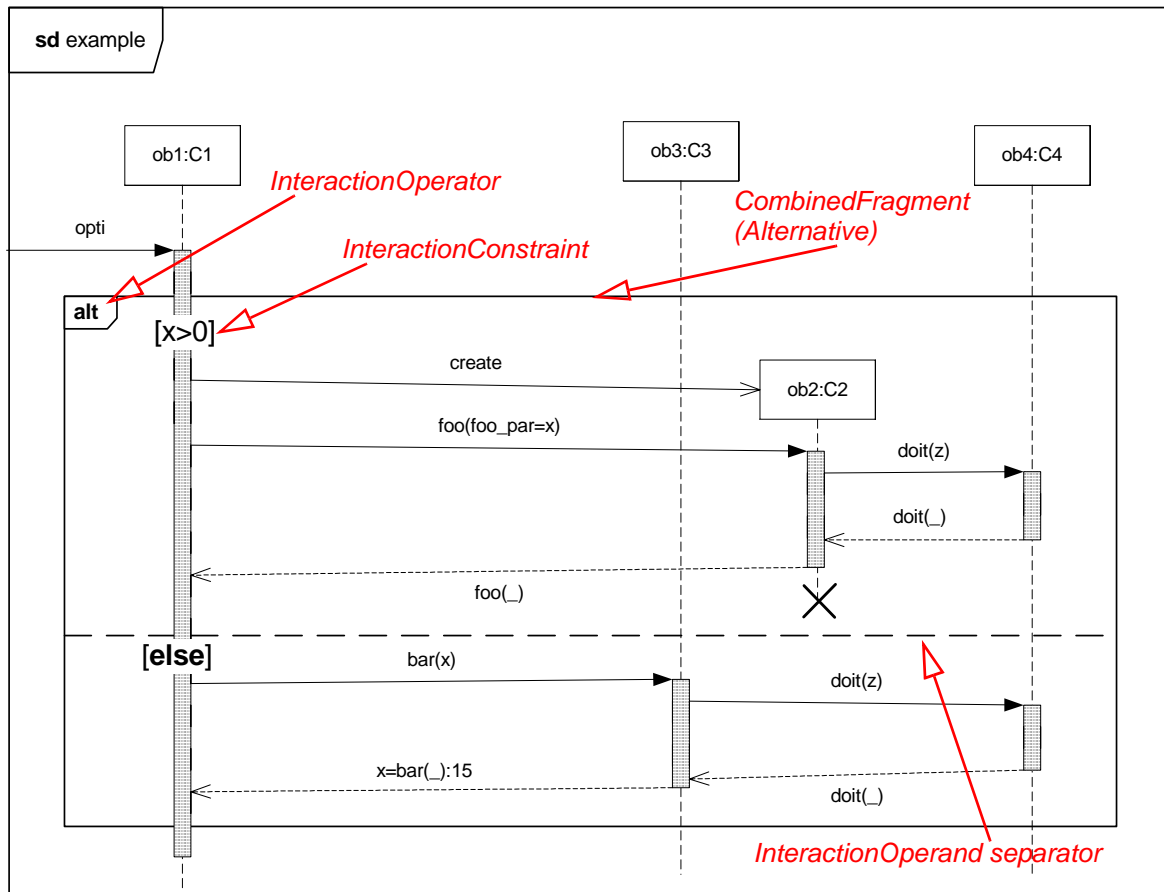 sd example
ob1:C1
ob3:C3
ob4:C4
InteractionOperator
CombinedFragment
(Alternative)
opti
InteractionConstraint
alt
[x>0]
create
ob2:C2
foo(foo_par=x)
doit(z)
doit(_)
foo(_)
[else]
bar(x)
doit(z)
x=bar(_):15
doit(_)
InteractionOperand separator